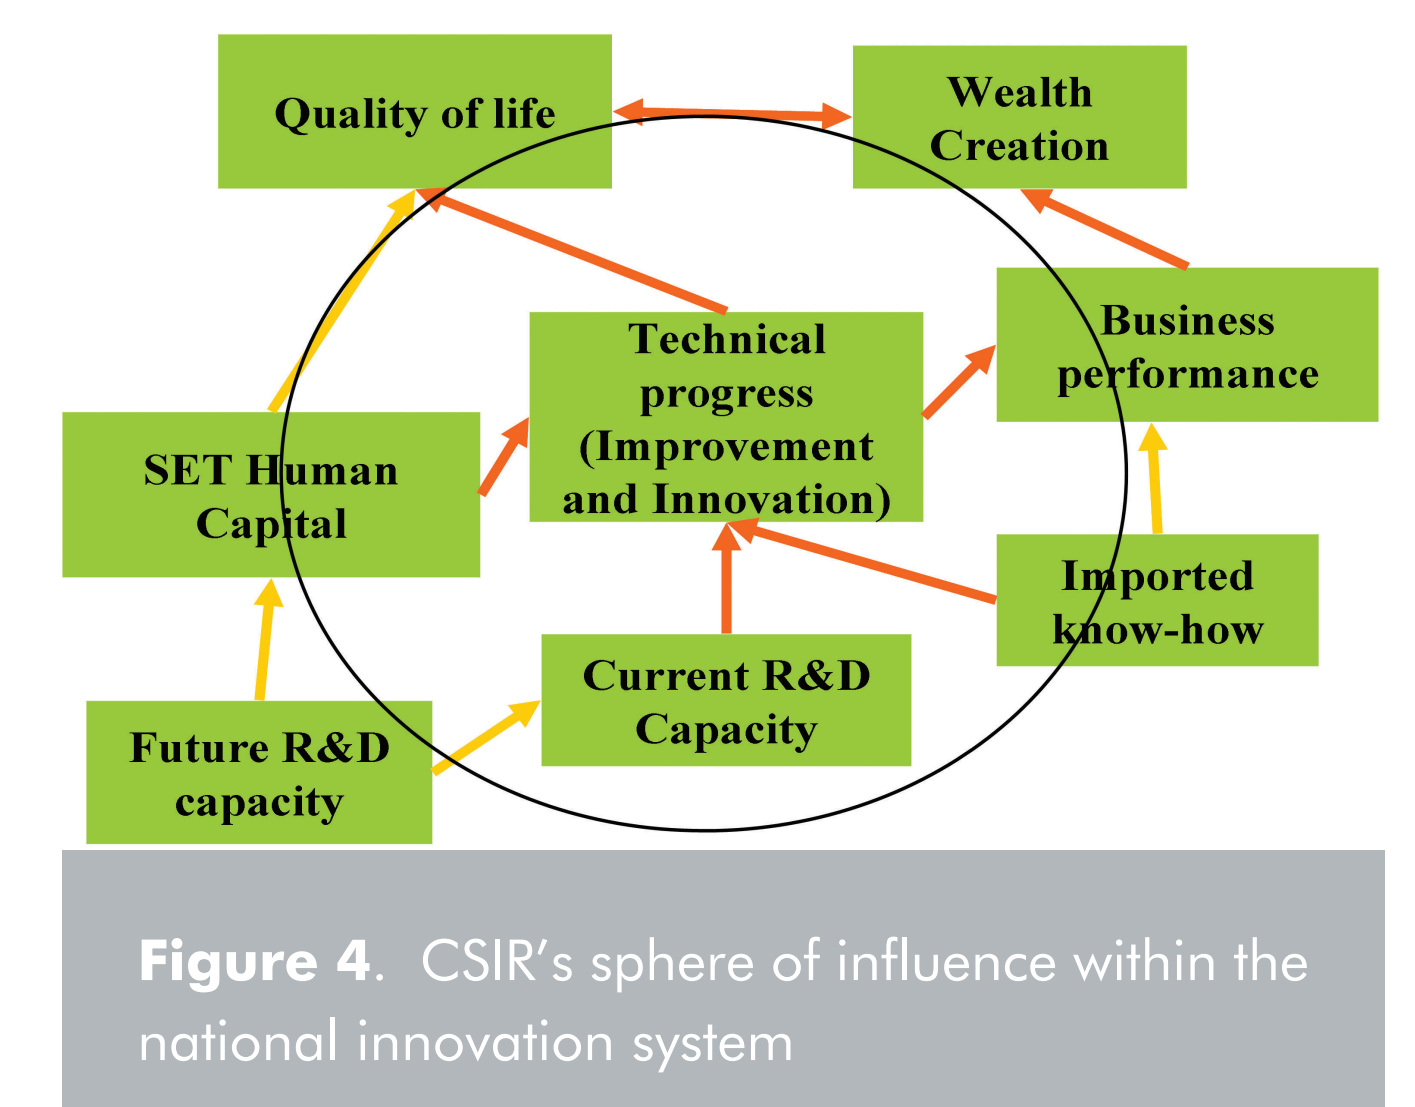 Quality of life
Wealth
Creation
Technical
progress
(Improvement
and Innovation)
Business
performance
SET Human
Capital
Imported
know-how
Current R&D
Capacity
Future R&D
capacity
Figure 4. CSIR’s sphere of influence within the
national innovation system